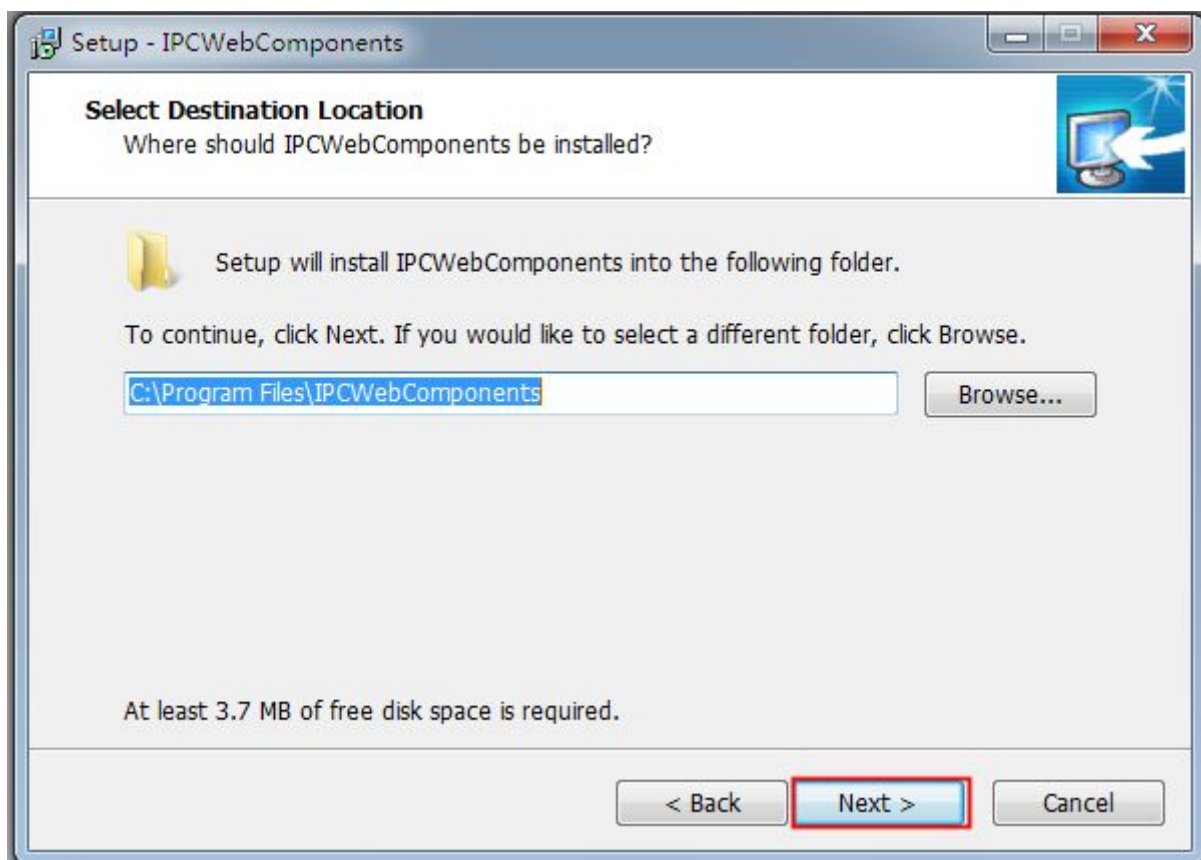 Setup - IPCWebComponents
Select Destination Location
Where should IPCWebComponents be installed?
Setup will install IPCWebComponents into the following folder.
To continue, click Next. If you would like to select a different folder, click Browse.
C:\Program Files\IPCWebComponents
Browse...
At least 3.7 MB of free disk space is required.
< Back
Next >
Cancel